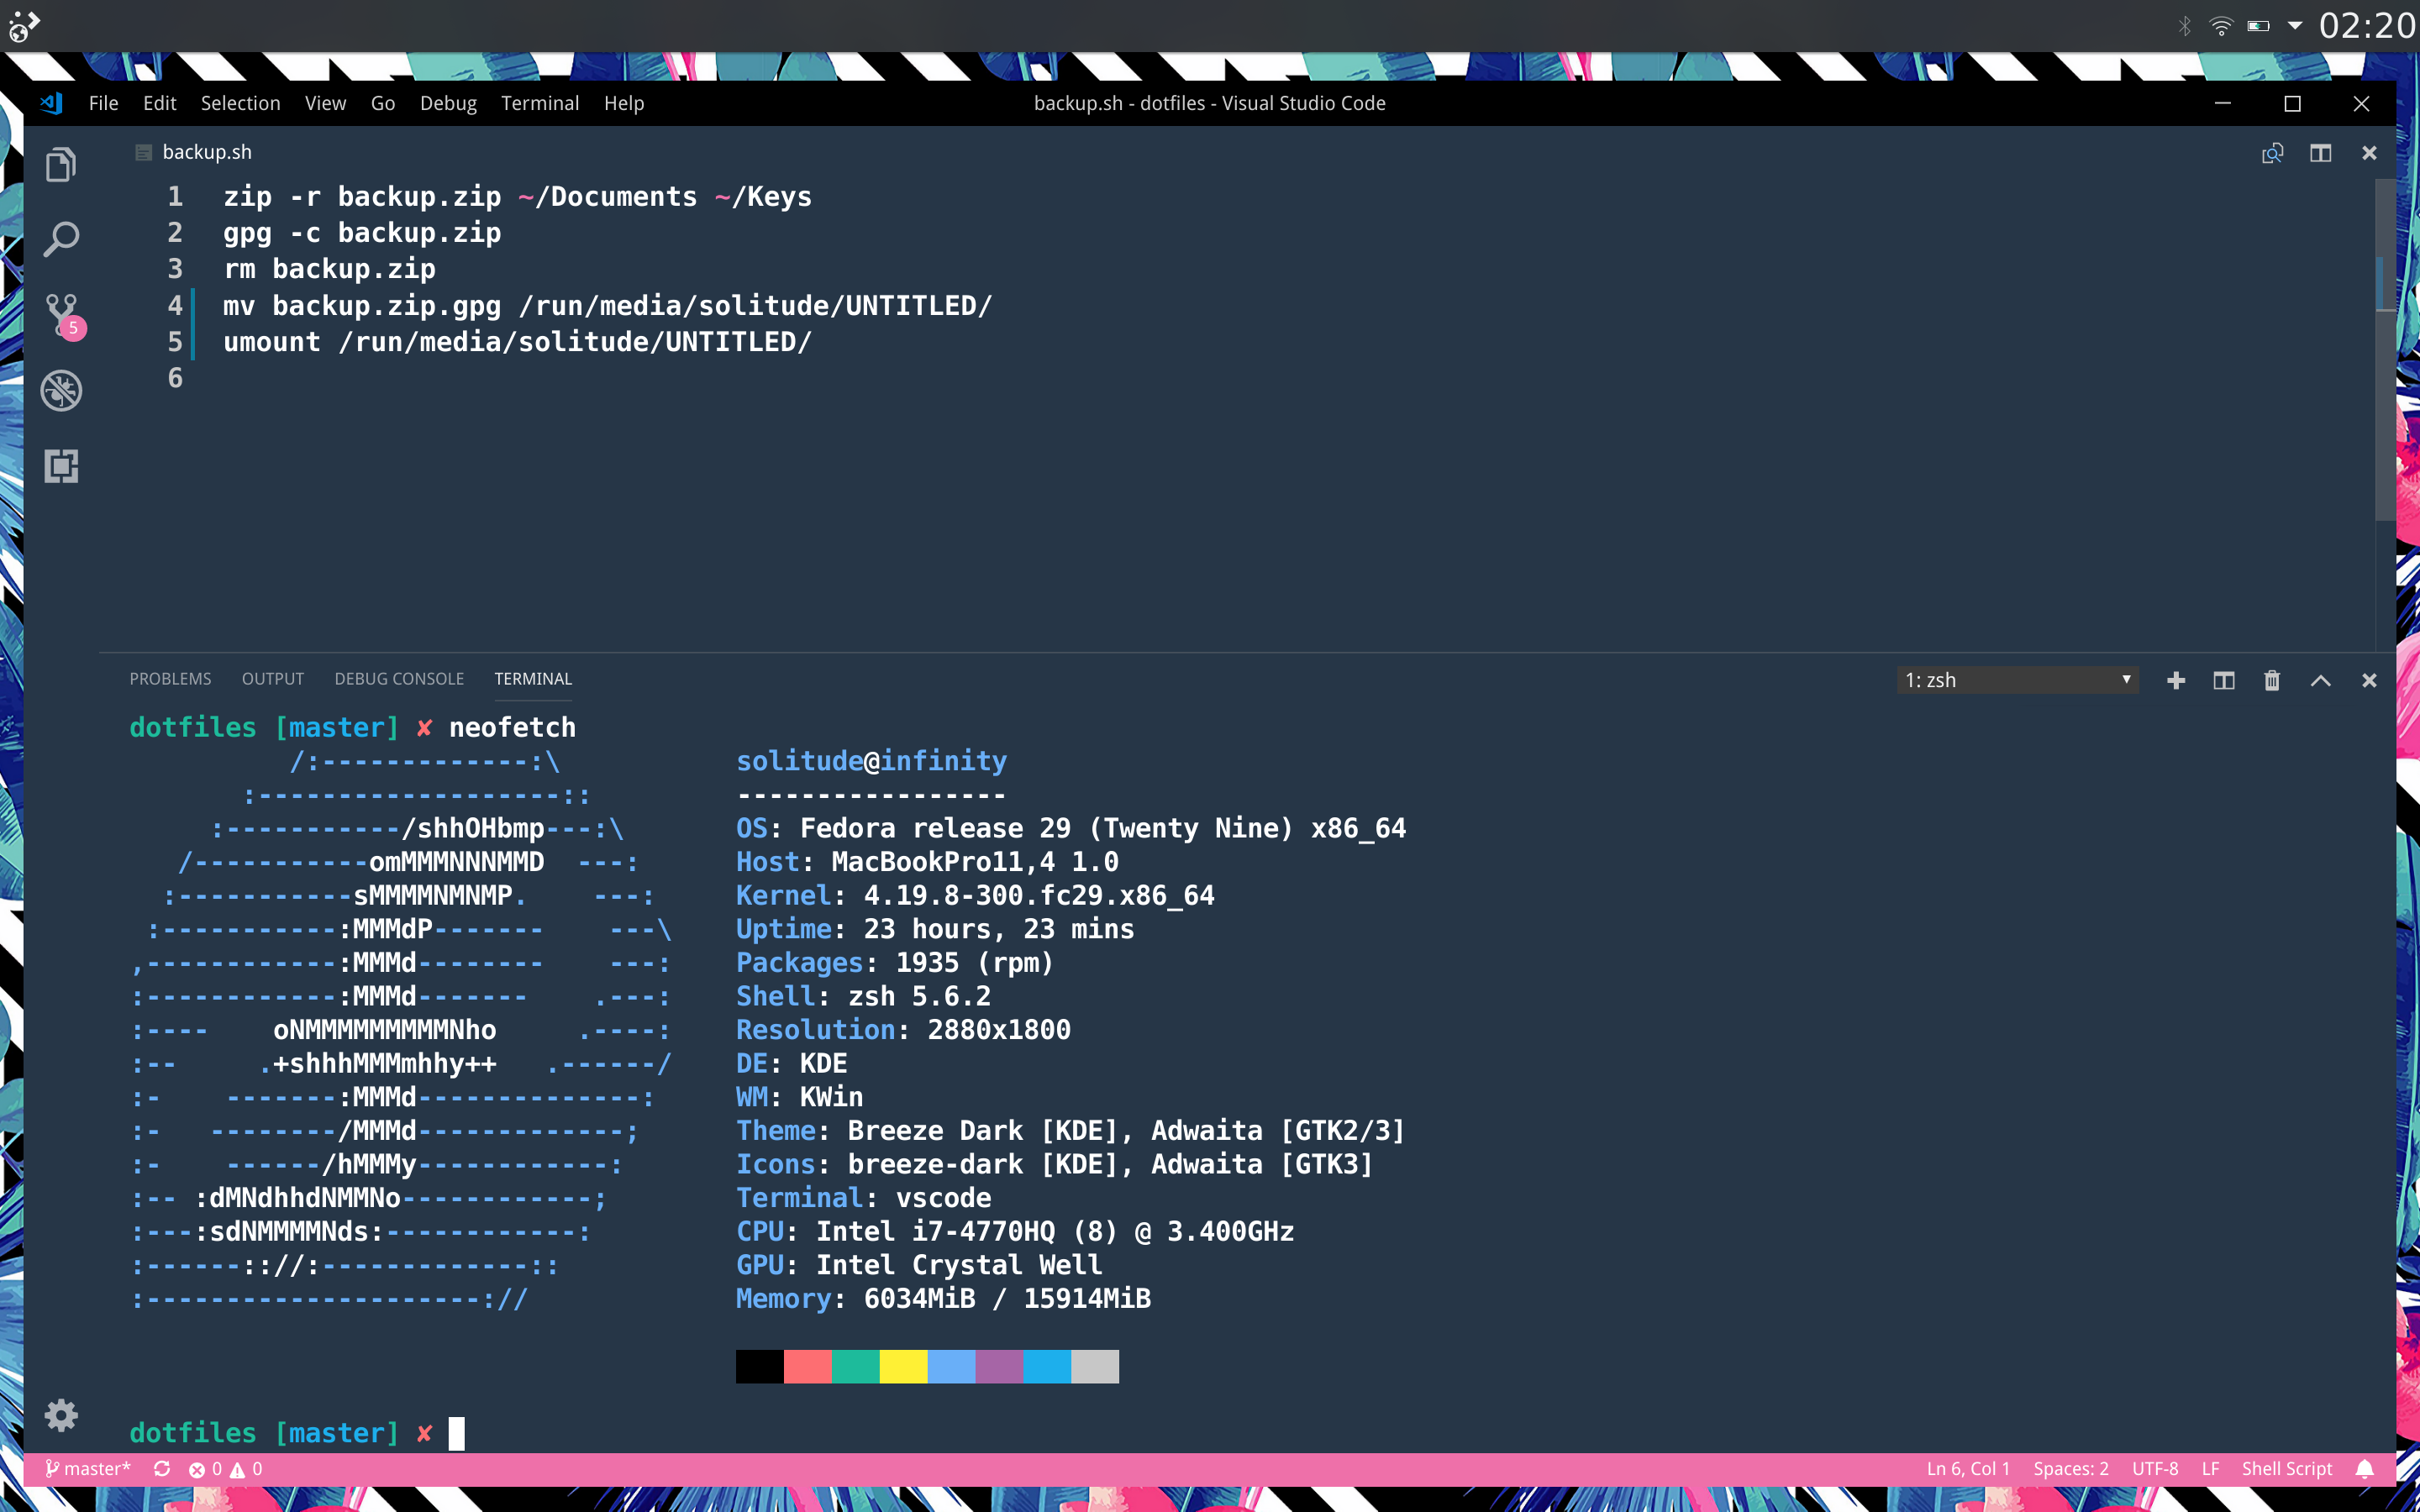 02:20
File Edit Selection View Go Debug Terminal Help backup.sh - dotfiles - Visual Studio Code
backup.sh
1 zip -r backup.zip ~/Documents ~/Keys
2 gpg -c backup.zip
3 rm backup.zip
4 mv backup.zip.gpg /run/media/solitude/UNTITLED/
5 umount /run/media/solitude/UNTITLED/
6
5
PROBLEMS OUTPUT DEBUG CONSOLE TERMINAL 1: zsh
dotfiles [master] ✘ neofetch
/:-------------:\ solitude@infinity
:-------------------:: -----------------
:-----------/shhOHbmp---:\ OS: Fedora release 29 (Twenty Nine) x86_64
/-----------omMMMNNNMMD ---: Host: MacBookPro11,4 1.0
:-----------sMMMMNMNMP. ---: Kernel: 4.19.8-300.fc29.x86_64
:-----------:MMMdP------- ---\ Uptime: 23 hours, 23 mins
,------------:MMMd-------- ---: Packages: 1935 (rpm)
:------------:MMMd------- .---: Shell: zsh 5.6.2
:---- oNMMMMMMMMMNho .----: Resolution: 2880x1800
:-- .+shhhMMMmhhy++ .------/ DE: KDE
:- -------:MMMd--------------: WM: KWin
:- --------/MMMd-------------; Theme: Breeze Dark [KDE], Adwaita [GTK2/3]
:- ------/hMMMy------------: Icons: breeze-dark [KDE], Adwaita [GTK3]
:-- :dMNdhhdNMMNo------------; Terminal: vscode
:---:sdNMMMMNds:------------: CPU: Intel i7-4770HQ (8) @ 3.400GHz
:------:://:-------------:: GPU: Intel Crystal Well
:---------------------:// Memory: 6034MiB / 15914MiB
dotfiles [master] ✘
master* 0 0 Ln 6, Col 1 Spaces: 2 UTF-8 LF Shell Script